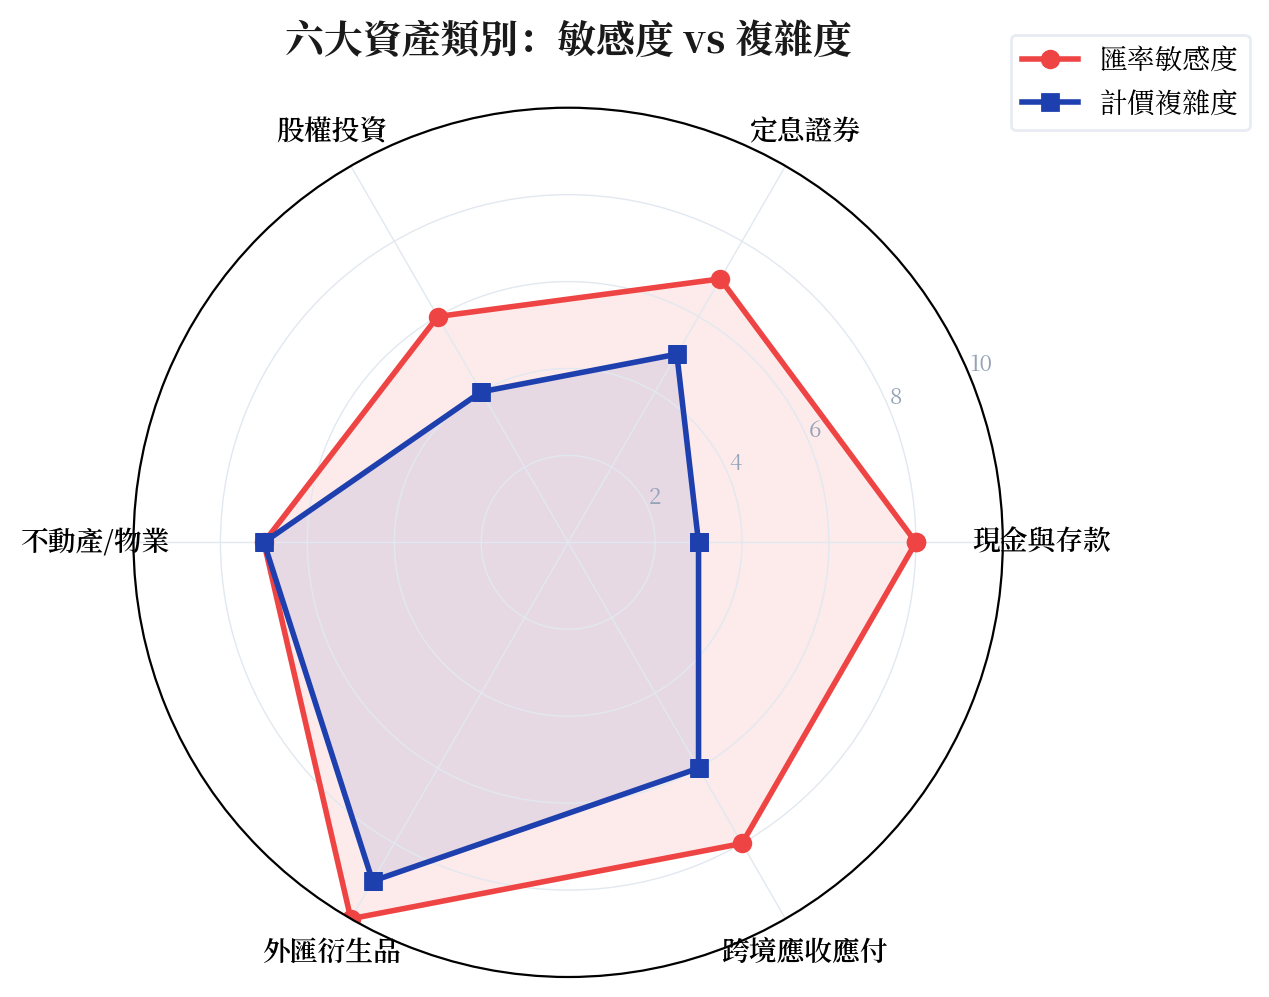 六大資產類別：敏感度 vs 複雜度
匯率敏感度
計價複雜度
股權投資
定息證券
10
8
6
4
2
不動產/物業
現金與存款
外匯衍生品
跨境應收應付